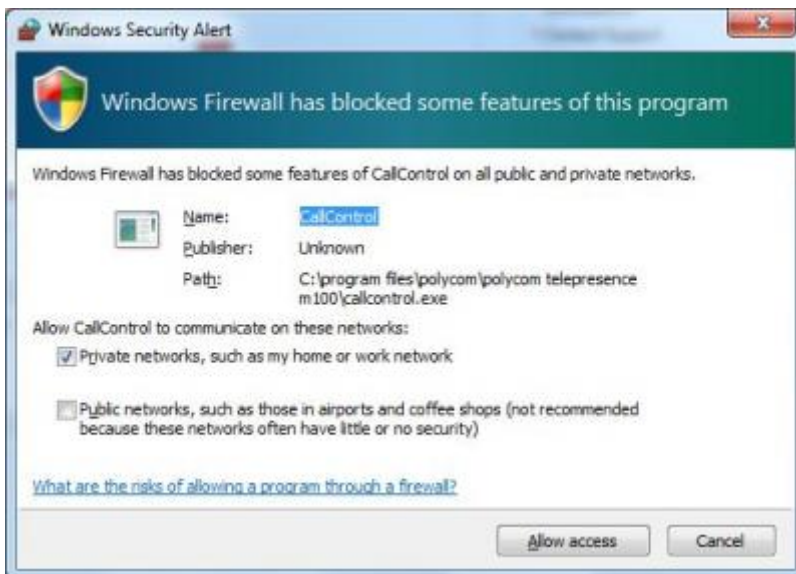 Windows Security Alert
Windows Firewall has blocked some features of this program
Windows Firewall has blocked some features of CallControl on all public and private networks.
Name: CallControl
Publisher: Unknown
Path: C:\program files\polycom\polycom telepresence
m100\callcontrol.exe
Allow CallControl to communicate on these networks:
Private networks, such as my home or work network
Public networks, such as those in airports and coffee shops (not recommended
because these networks often have little or no security)
What are the risks of allowing a program through a firewall?
Allow access Cancel